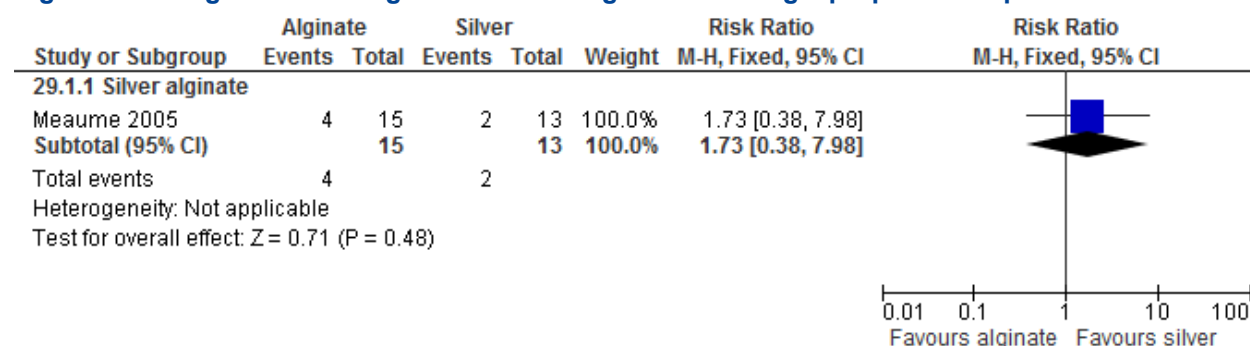 Alginate Silver Risk Ratio Risk Ratio
Study or Subgroup Events Total Events Total Weight M-H, Fixed, 95% CI M-H, Fixed, 95% CI
29.1.1 Silver alginate
Meaume 2005 4 15 2 13 100.0% 1.73 [0.38, 7.98]
Subtotal (95% CI) 15 13 100.0% 1.73 [0.38, 7.98]
Total events 4 2
Heterogeneity: Not applicable
Test for overall effect: Z = 0.71 (P = 0.48)
0.01 0.1 1 10 100
Favours alginate Favours silver